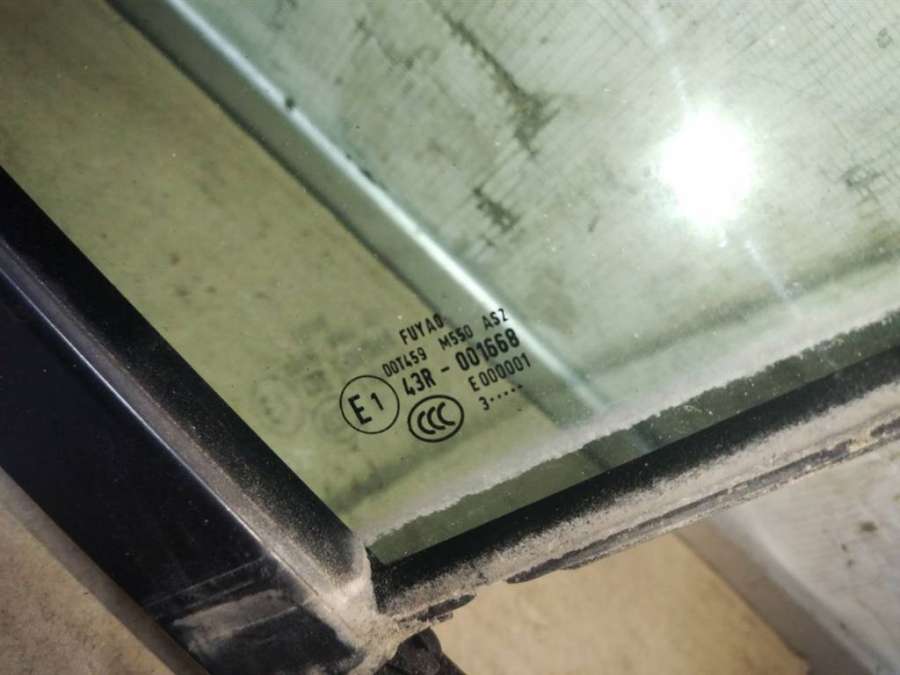 FUYAO
DOT459 M550 AS2
E1 43R - 001668
CCC E000001
3·····